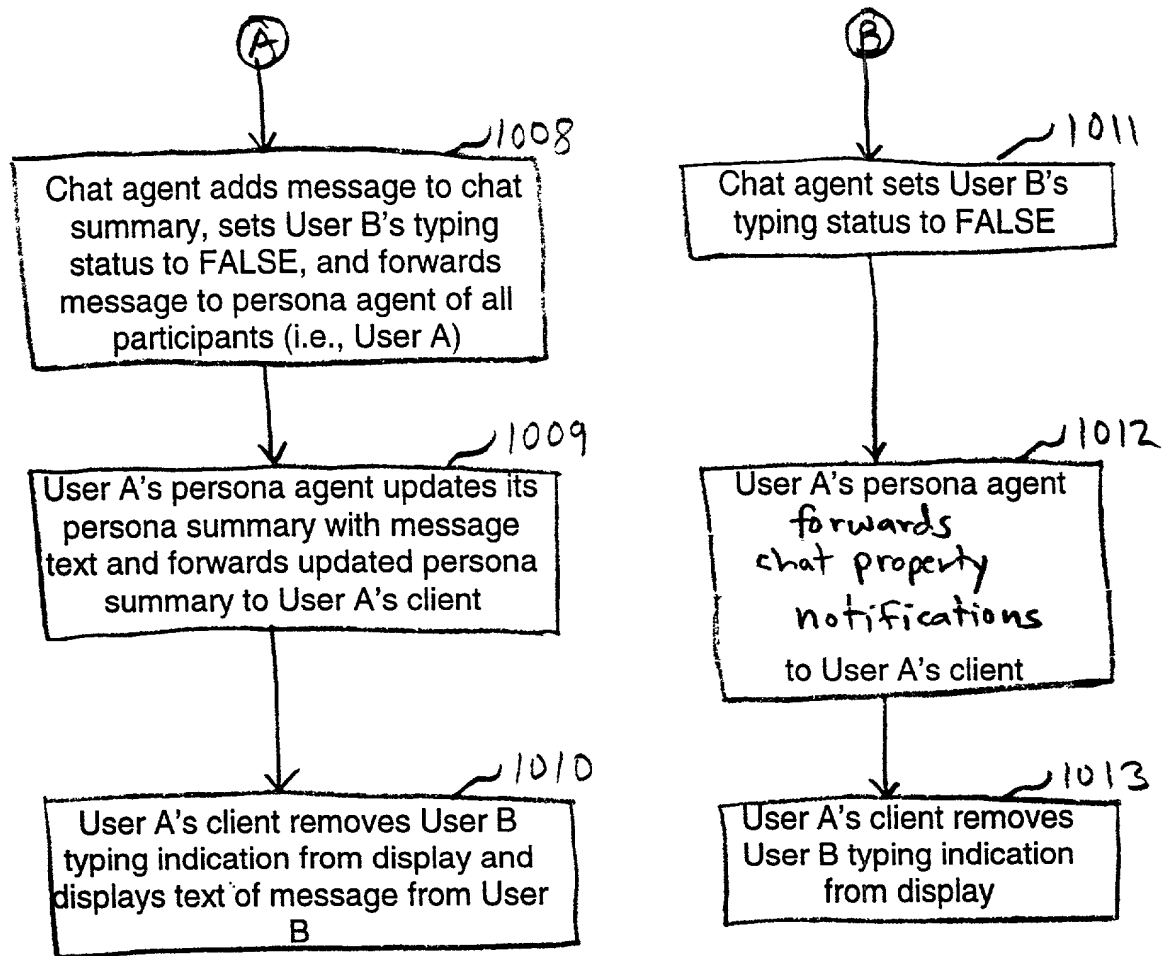 A
1008
Chat agent adds message to chat
summary, sets User B's typing
status to FALSE, and forwards
message to persona agent of all
participants (i.e., User A)
1009
User A's persona agent updates its
persona summary with message
text and forwards updated persona
summary to User A's client
1010
User A's client removes User B
typing indication from display and
displays text of message from User
B
B
1011
Chat agent sets User B's
typing status to FALSE
1012
User A's persona agent
forwards
chat property
notifications
to User A's client
1013
User A's client removes
User B typing indication
from display